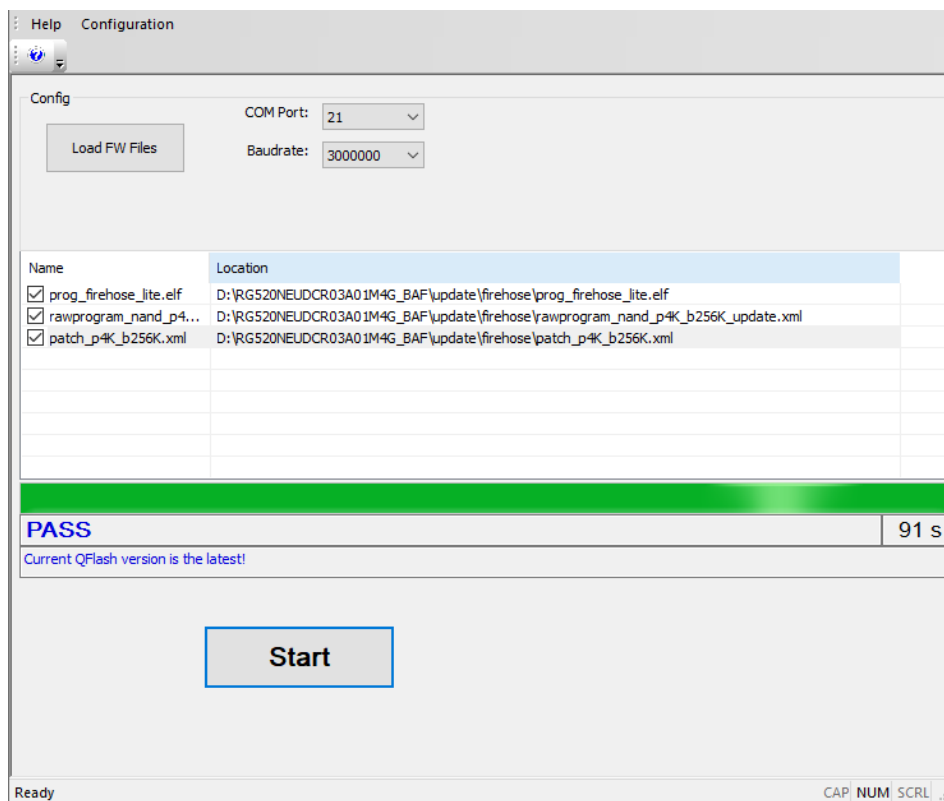 Help Configuration
Config
COM Port: 21
Load FW Files
Baudrate: 3000000
Name Location
prog_firehose_lite.elf D:\RG520NEUDCR03A01M4G_BAF\update\firehose\prog_firehose_lite.elf
rawprogram_nand_p4... D:\RG520NEUDCR03A01M4G_BAF\update\firehose\rawprogram_nand_p4K_b256K_update.xml
patch_p4K_b256K.xml D:\RG520NEUDCR03A01M4G_BAF\update\firehose\patch_p4K_b256K.xml
PASS 91 s
Current QFlash version is the latest!
Start
Ready CAP NUM SCRL